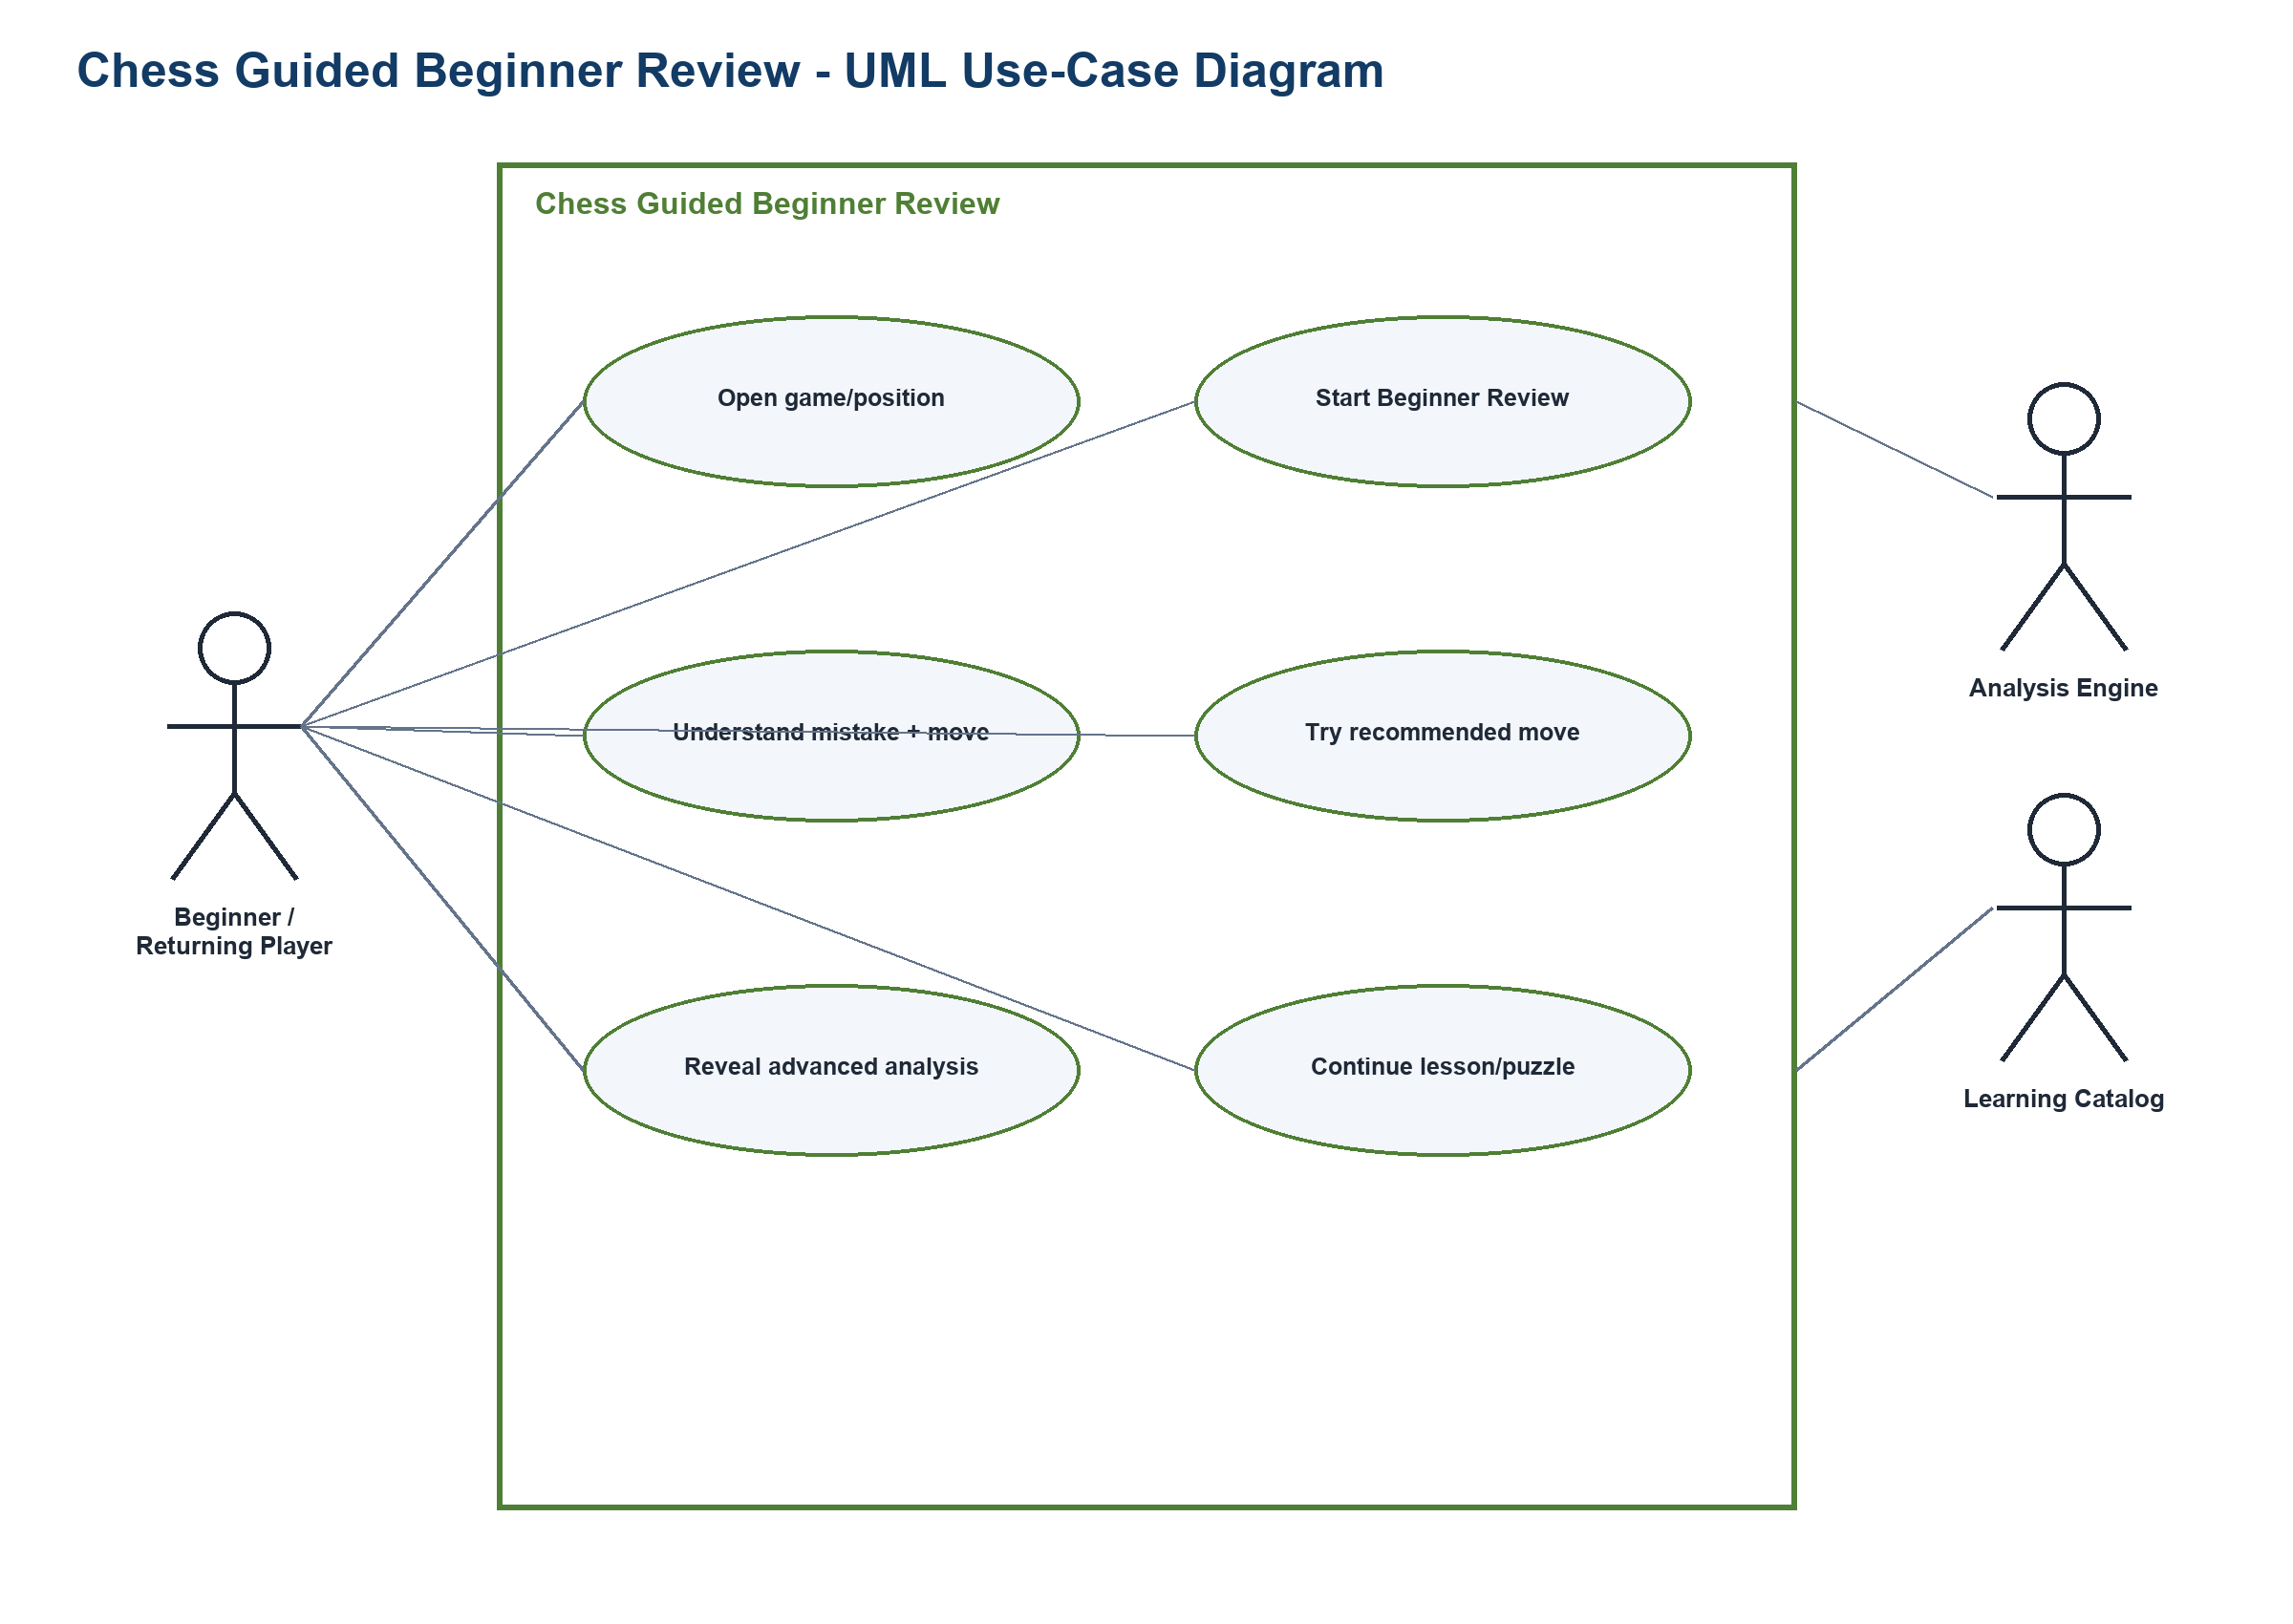 Chess Guided Beginner Review - UML Use-Case Diagram
Chess Guided Beginner Review
Open game/position
Start Beginner Review
Understand mistake + move
Try recommended move
Reveal advanced analysis
Continue lesson/puzzle
Beginner /
Returning Player
Analysis Engine
Learning Catalog